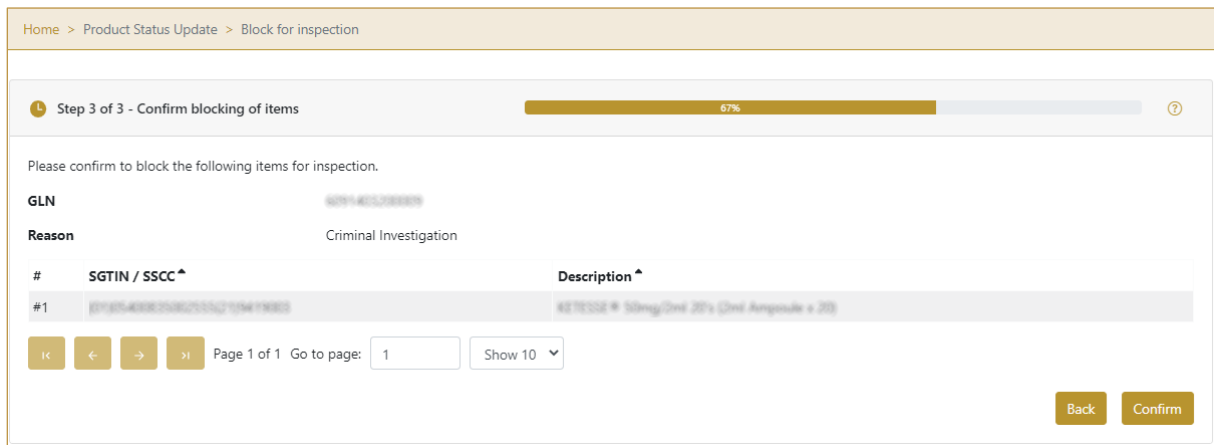 Home > Product Status Update > Block for inspection
Step 3 of 3 - Confirm blocking of items 67%
Please confirm to block the following items for inspection.
GLN
Reason Criminal Investigation
# SGTIN / SSCC Description
#1
Page 1 of 1 Go to page: 1 Show 10
Back Confirm